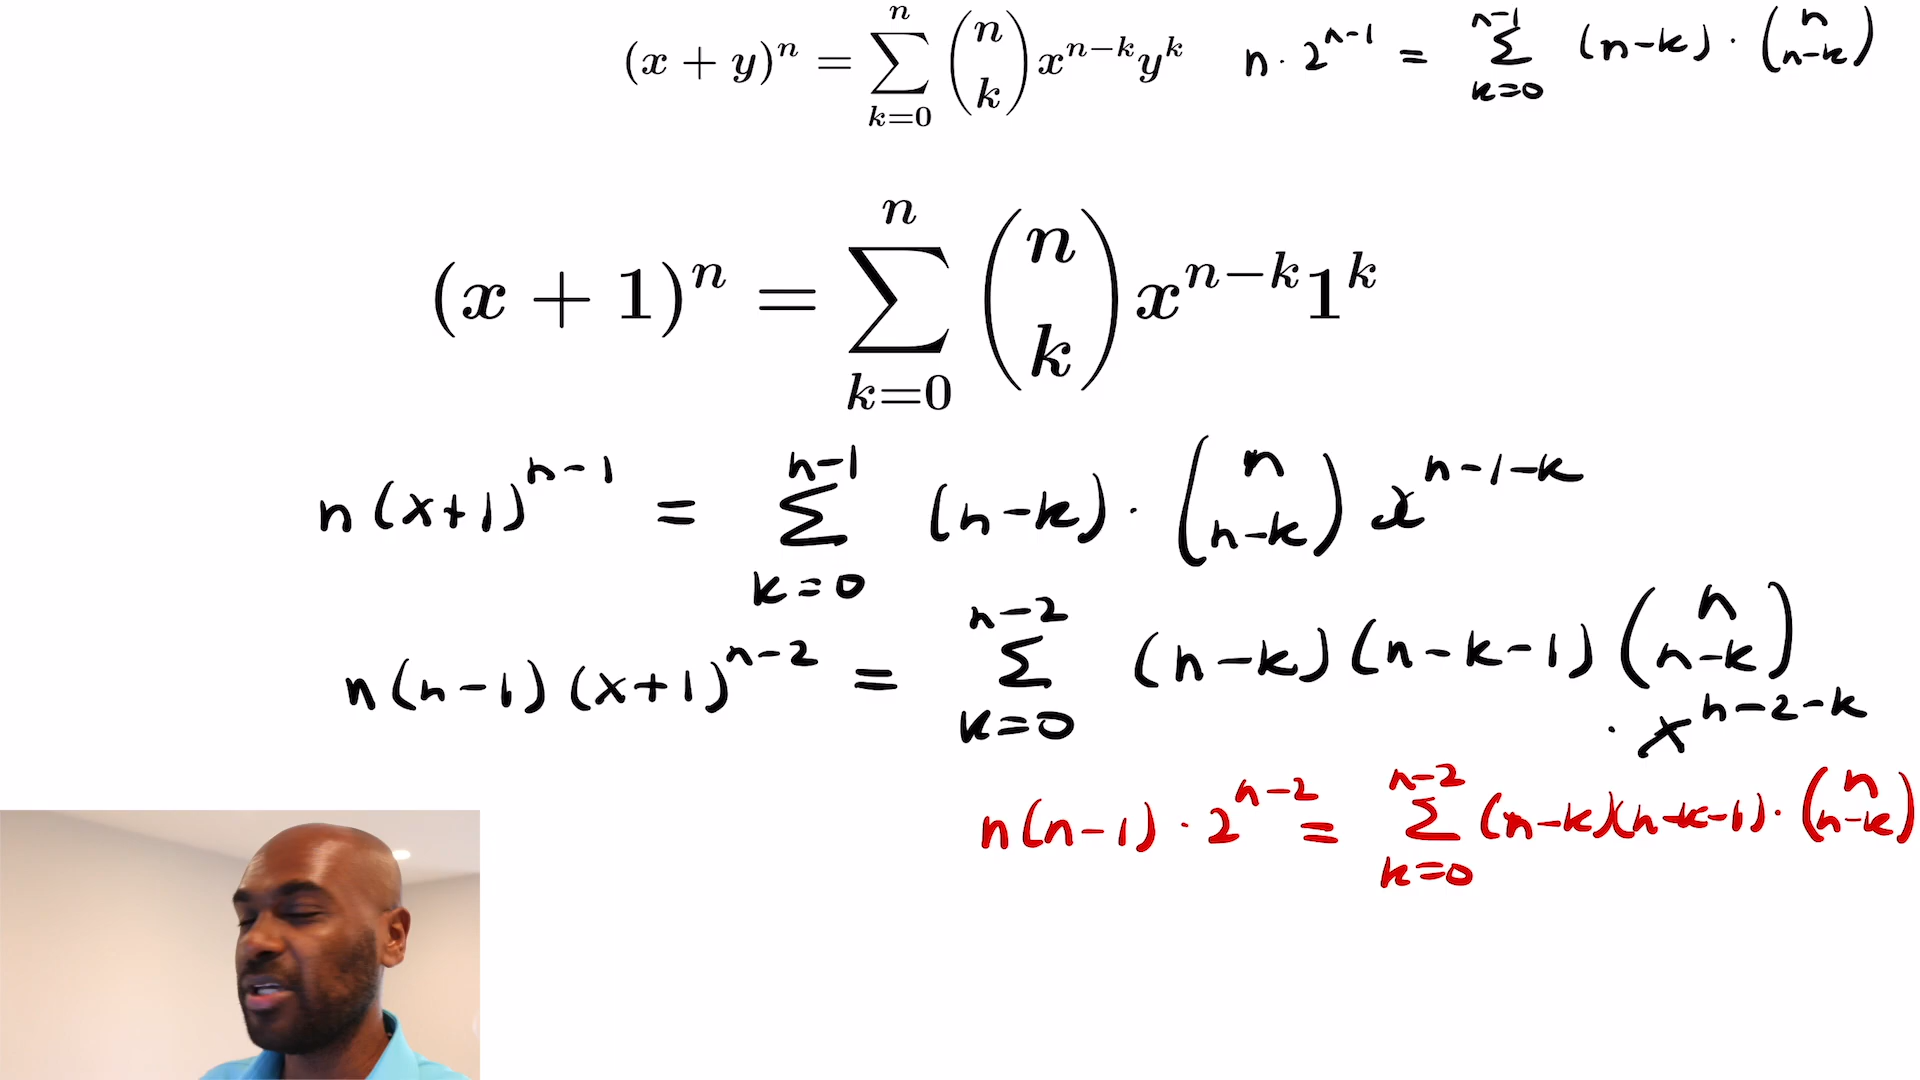 (x + y)^n = \sum_{k=0}^{n} \binom{n}{k} x^{n-k} y^k
n · 2^{n-1} = \sum_{k=0}^{n-1} (n-k) · \binom{n}{n-k}
(x + 1)^n = \sum_{k=0}^{n} \binom{n}{k} x^{n-k} 1^k
n(x+1)^{n-1} = \sum_{k=0}^{n-1} (n-k) · \binom{n}{n-k} x^{n-1-k}
n(n-1)(x+1)^{n-2} = \sum_{k=0}^{n-2} (n-k)(n-k-1) \binom{n}{n-k}
· x^{n-2-k}
n(n-1) · 2^{n-2} = \sum_{k=0}^{n-2} (n-k)(n-k-1) · \binom{n}{n-k}